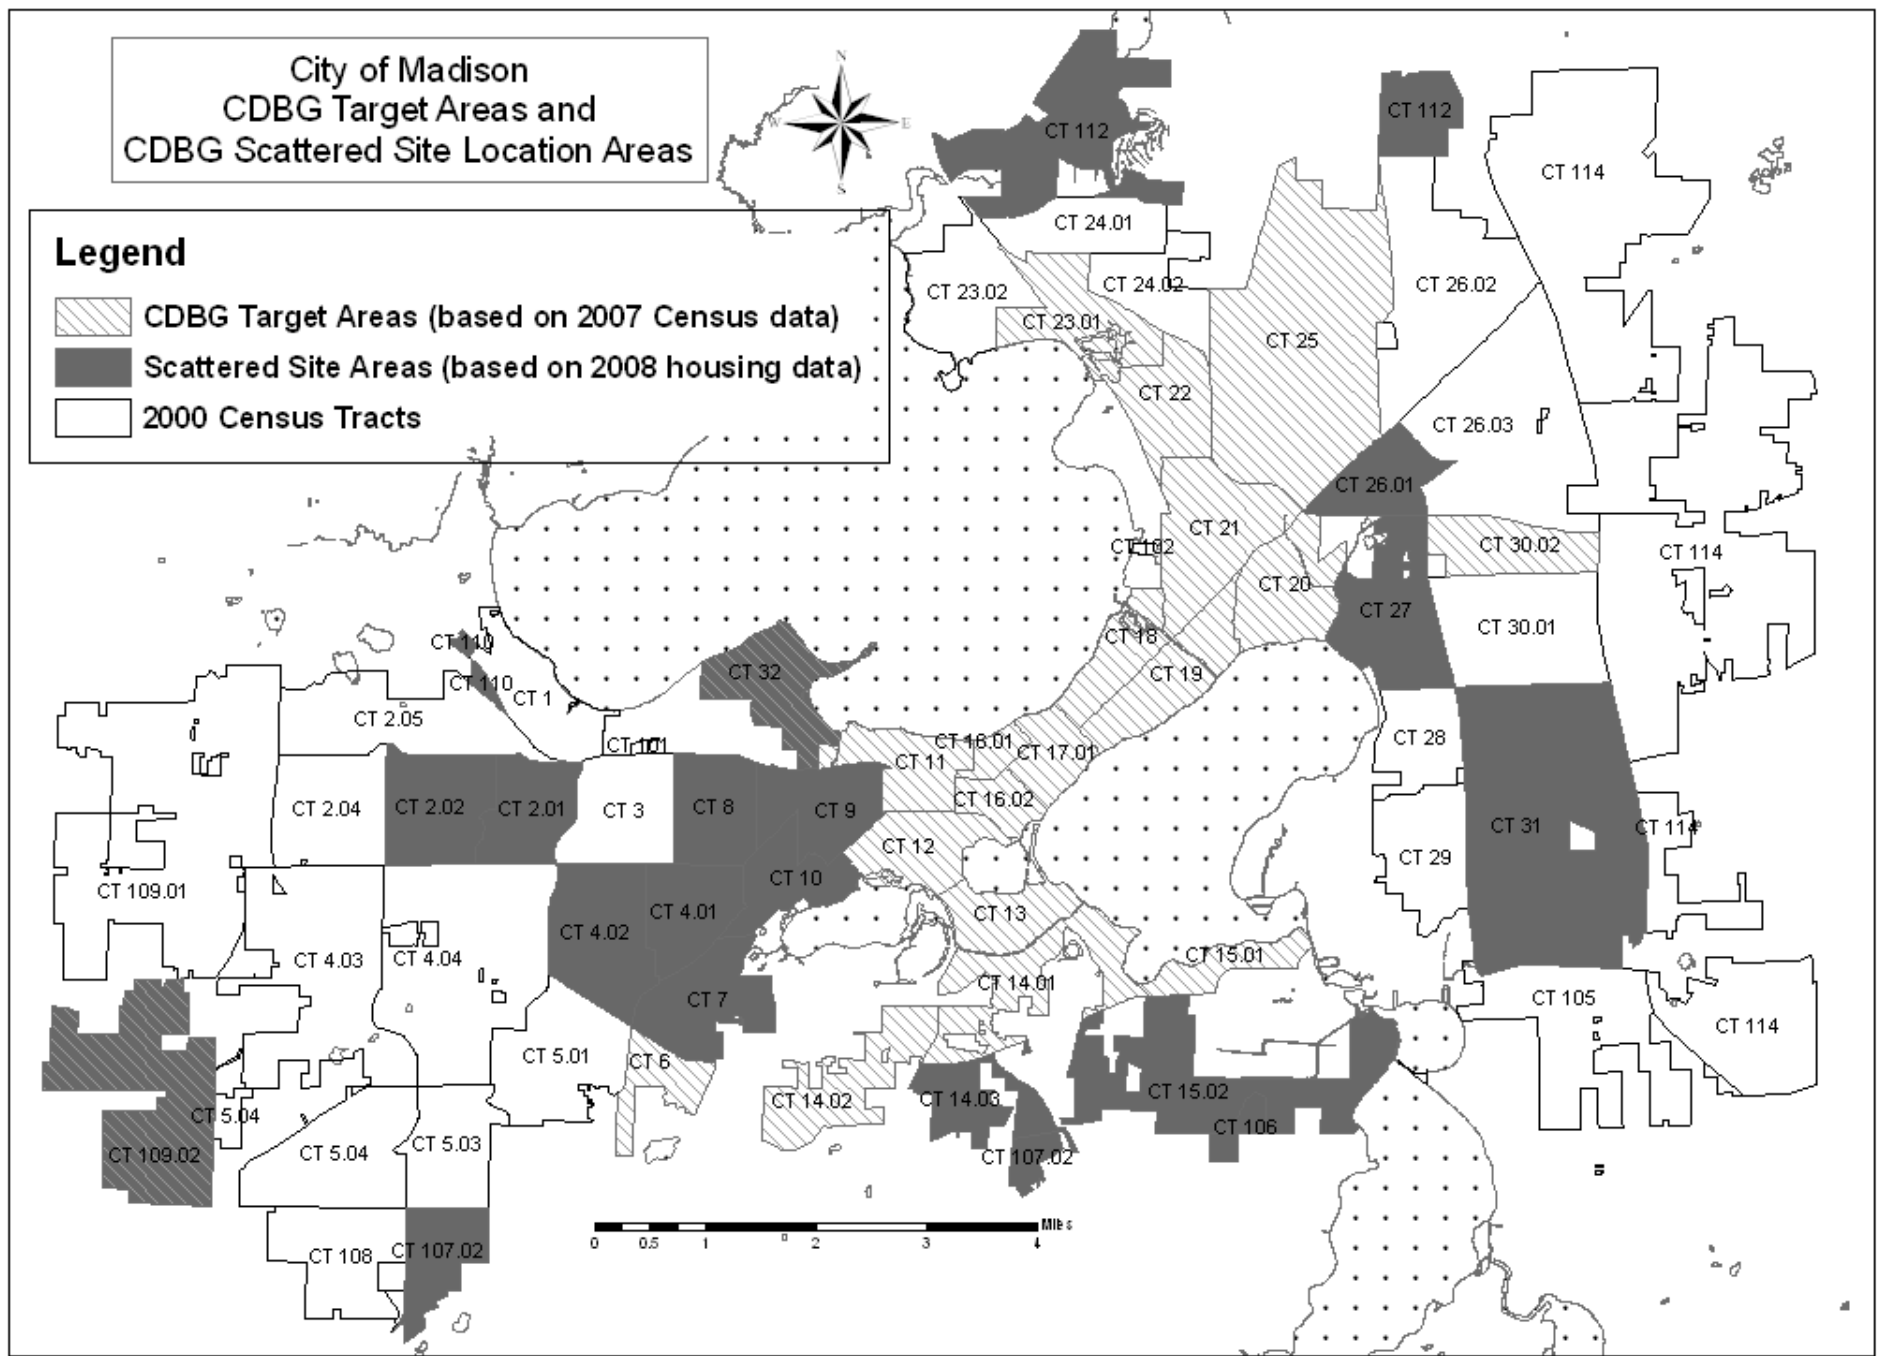 City of Madison
CDBG Target Areas and
CDBG Scattered Site Location Areas
N
W
E
S
Legend
CDBG Target Areas (based on 2007 Census data)
Scattered Site Areas (based on 2008 housing data)
2000 Census Tracts
CT 112
CT 112
CT 114
CT 24.01
CT 23.02
CT 24.02
CT 26.02
CT 23.01
CT 25
CT 22
CT 26.03
CT 26.01
CT 21
CT 30.02
CT 114
CT 20
CT 27
CT 18
CT 30.01
CT 110
CT 110
CT 1
CT 32
CT 19
CT 2.05
CT 16.01
CT 17.01
CT 28
CT 11
CT 2.04
CT 2.02
CT 2.01
CT 3
CT 8
CT 9
CT 16.02
CT 31
CT 114
CT 12
CT 29
CT 109.01
CT 10
CT 4.02
CT 4.01
CT 13
CT 4.03
CT 4.04
CT 15.01
CT 14.01
CT 7
CT 105
CT 114
CT 5.01
CT 6
CT 14.02
CT 14.03
CT 15.02
CT 5.04
CT 106
CT 109.02
CT 5.04
CT 5.03
CT 107.02
CT 108
CT 107.02
Miles
0 0.5 1 2 3 4